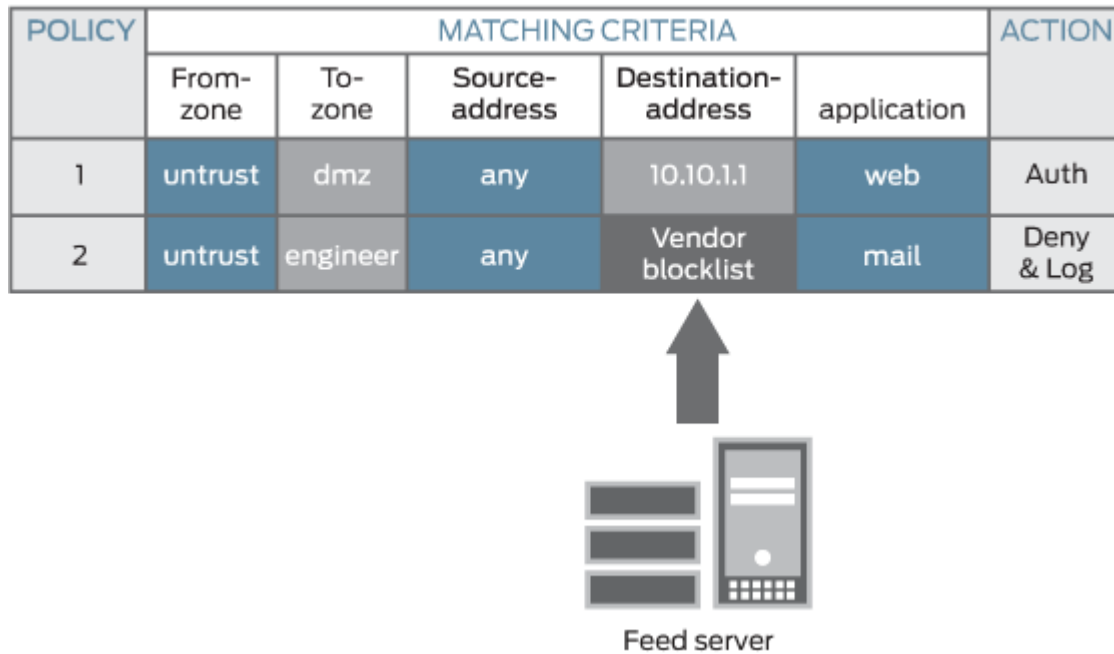 POLICY MATCHING CRITERIA ACTION
From-zone To-zone Source-address Destination-address application
1 untrust dmz any 10.10.1.1 web Auth
2 untrust engineer any Vendor blocklist mail Deny & Log
Feed server